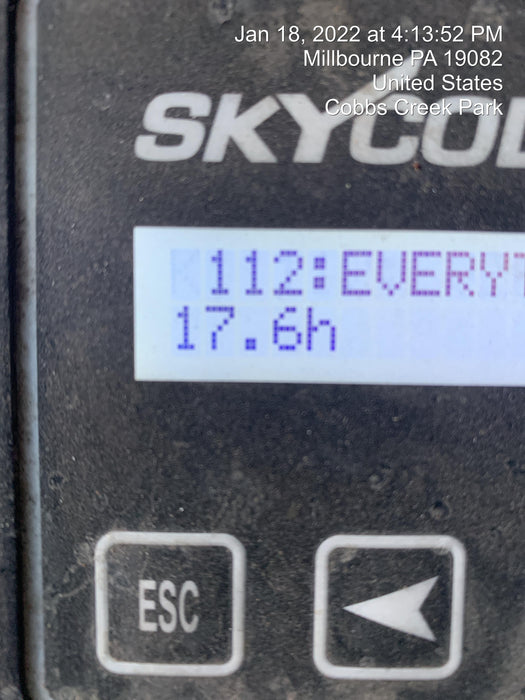 Jan 18, 2022 at 4:13:52 PM
Millbourne PA 19082
United States
Cobbs Creek Park
112:EVERY
17.6h
ESC